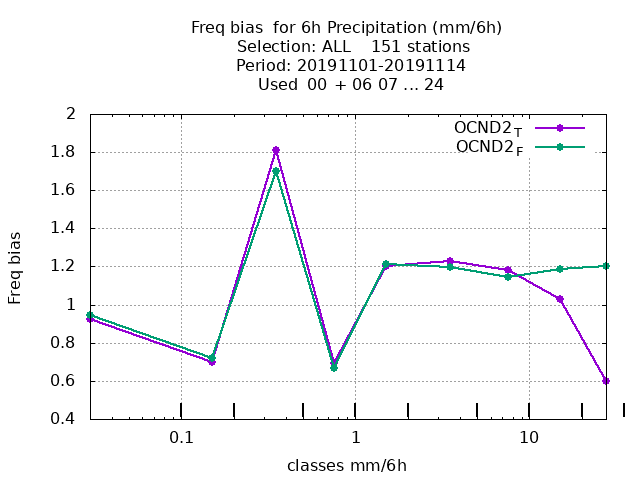 Freq bias  for 6h Precipitation (mm/6h)
Selection: ALL    151 stations
Period: 20191101-20191114
Used  00 + 06 07 ... 24
OCND2T
OCND2F
2
1.8
1.6
1.4
1.2
1
0.8
0.6
0.4
Freq bias
0.1
1
10
classes mm/6h